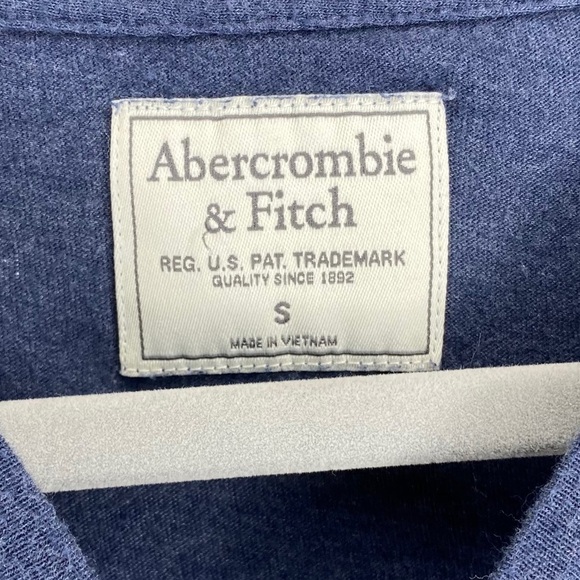 Abercrombie
& Fitch
REG. U.S. PAT. TRADEMARK
QUALITY SINCE 1892
S
MADE IN VIETNAM